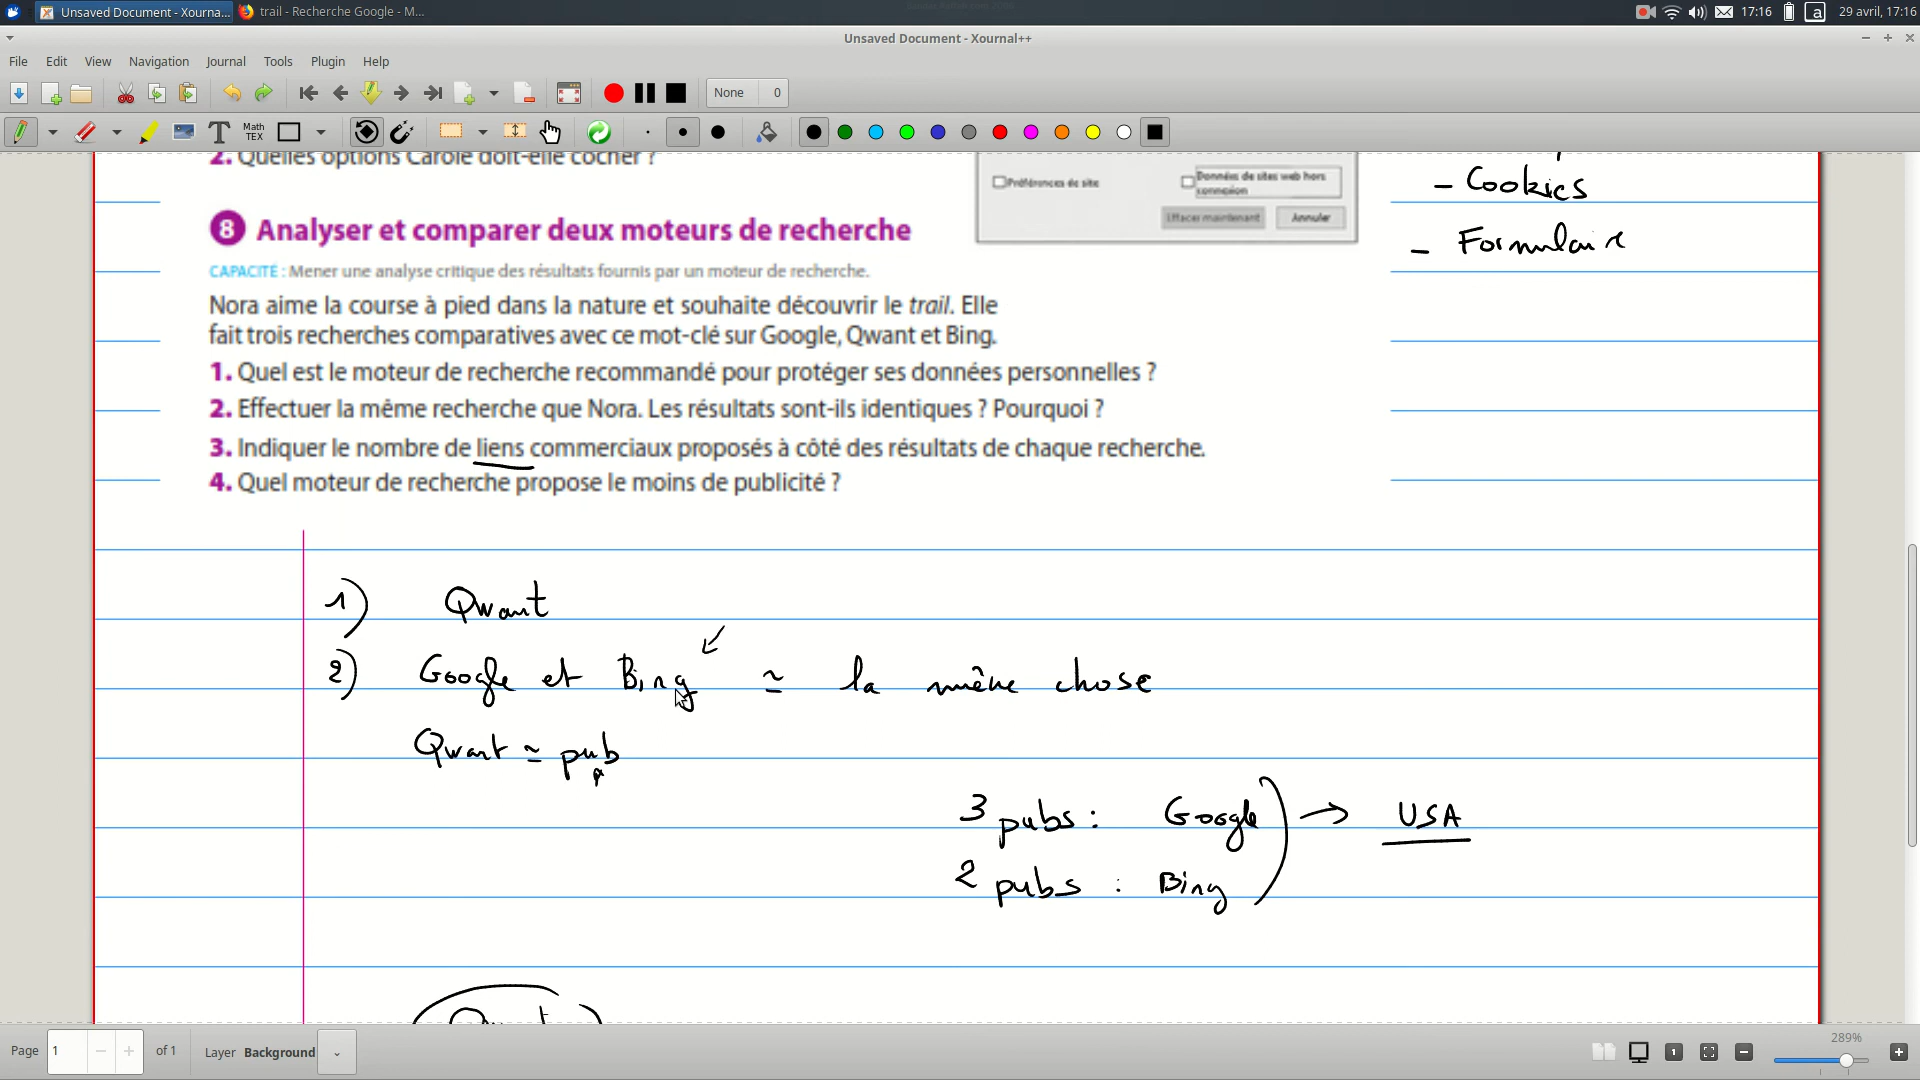 Unsaved Document - Xourna...
trail - Recherche Google - M...
17:16
a
29 avril, 17:16
Unsaved Document - Xournal++
File Edit View Navigation Journal Tools Plugin Help
None 0
T
Math
TEX
2. Quelles options Carole doit-elle cocher ?
Préférences de site
Données de sites web hors
connexion
Effacer maintenant
Annuler
- Cookies
- Formulaire
8 Analyser et comparer deux moteurs de recherche
CAPACITÉ : Mener une analyse critique des résultats fournis par un moteur de recherche.
Nora aime la course à pied dans la nature et souhaite découvrir le trail. Elle
fait trois recherches comparatives avec ce mot-clé sur Google, Qwant et Bing.
1. Quel est le moteur de recherche recommandé pour protéger ses données personnelles ?
2. Effectuer la même recherche que Nora. Les résultats sont-ils identiques ? Pourquoi ?
3. Indiquer le nombre de liens commerciaux proposés à côté des résultats de chaque recherche.
4. Quel moteur de recherche propose le moins de publicité ?
1) Qwant
2) Google et Bing ≃ la même chose
Qwant ≃ pub
3 pubs : Google → USA
2 pubs : Bing
Page 1 of 1 Layer Background
1
289%